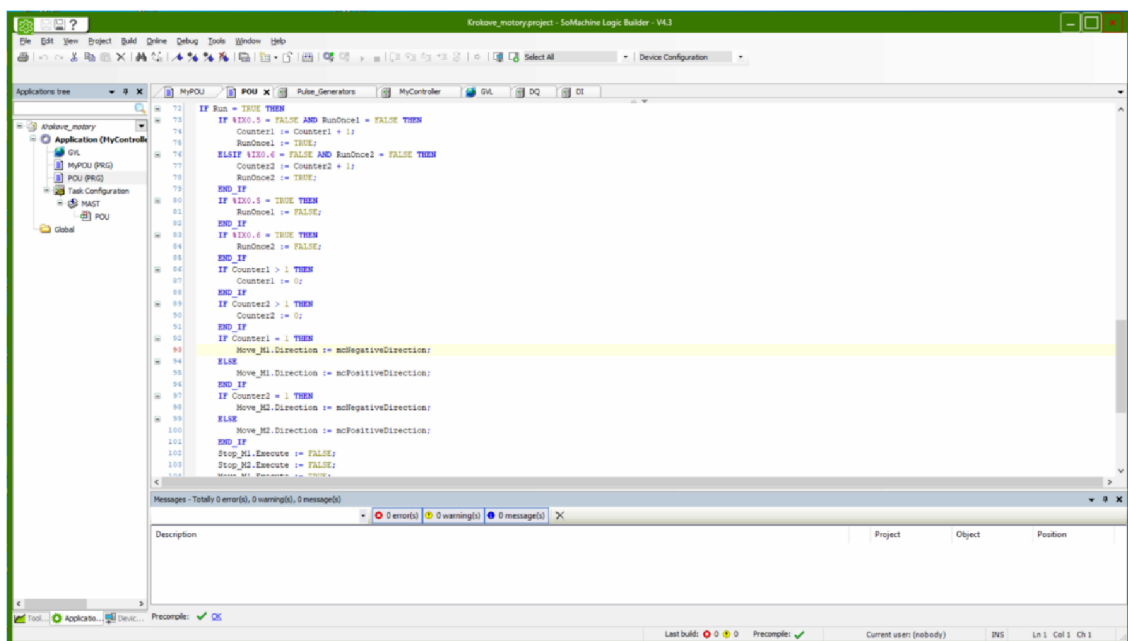 Krokove_motory.project - SoMachine Logic Builder - V4.3
File Edit View Project Build Online Debug Tools Window Help
Select All Device Configuration
Applications tree
MyPOU POU Pulse_Generators MyController GVL DQ DI
Krokove_motory
Application (MyControlle
GVL
MyPOU (PRG)
POU (PRG)
Task Configuration
MAST
POU
Global
72 IF Run = TRUE THEN
73 IF %IX0.5 = FALSE AND RunOnce1 = FALSE THEN
74 Counter1 := Counter1 + 1;
75 RunOnce1 := TRUE;
76 ELSIF %IX0.6 = FALSE AND RunOnce2 = FALSE THEN
77 Counter2 := Counter2 + 1;
78 RunOnce2 := TRUE;
79 END_IF
80 IF %IX0.5 = TRUE THEN
81 RunOnce1 := FALSE;
82 END_IF
83 IF %IX0.6 = TRUE THEN
84 RunOnce2 := FALSE;
85 END_IF
86 IF Counter1 > 1 THEN
87 Counter1 := 0;
88 END_IF
89 IF Counter2 > 1 THEN
90 Counter2 := 0;
91 END_IF
92 IF Counter1 = 1 THEN
93 Move_M1.Direction := mcNegativeDirection;
94 ELSE
95 Move_M1.Direction := mcPositiveDirection;
96 END_IF
97 IF Counter2 = 1 THEN
98 Move_M2.Direction := mcNegativeDirection;
99 ELSE
100 Move_M2.Direction := mcPositiveDirection;
101 END_IF
102 Stop_M1.Execute := FALSE;
103 Stop_M2.Execute := FALSE;
Messages - Totally 0 error(s), 0 warning(s), 0 message(s)
0 error(s) 0 warning(s) 0 message(s)
Description Project Object Position
Tool... Applicatio... Devic... Precompile: OK
Last build: 0 0 Precompile: Current user: (nobody) INS Ln 1 Col 1 Ch 1